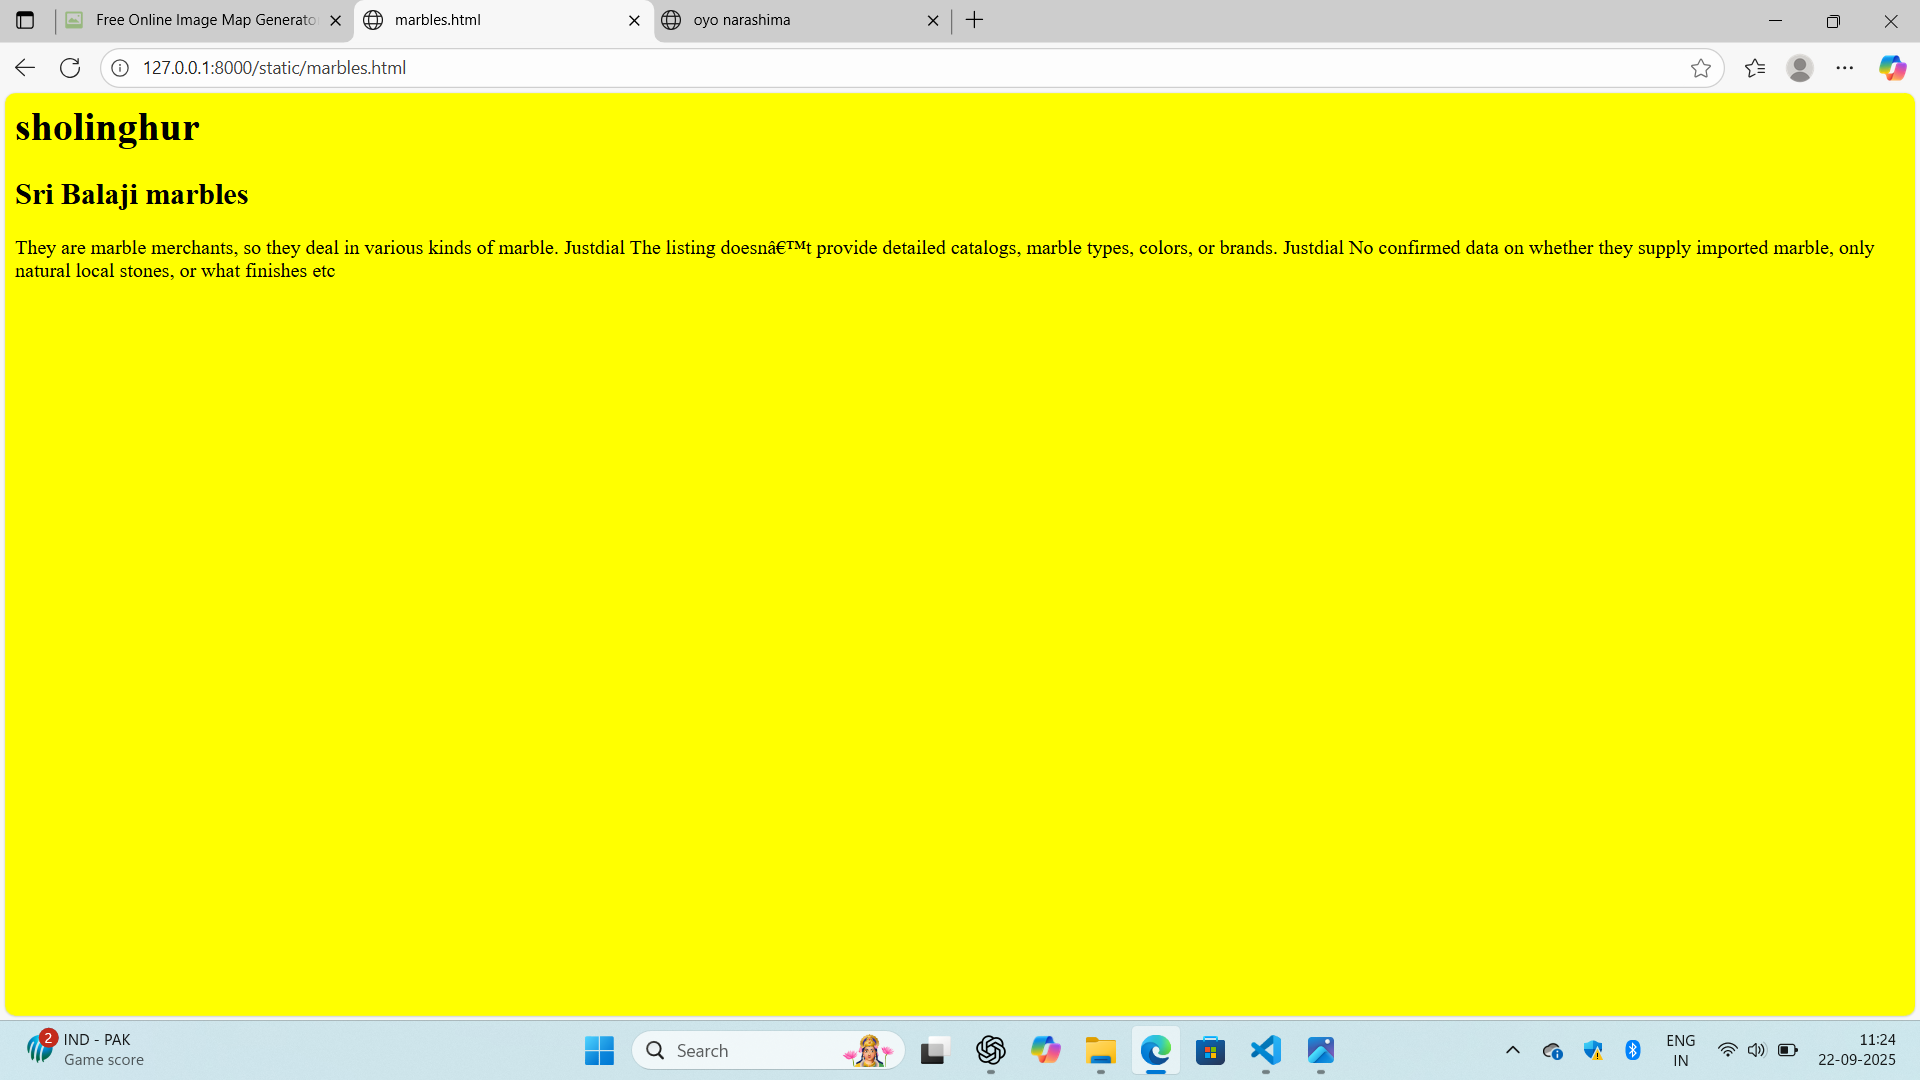 Free Online Image Map Generato
marbles.html
oyo narashima
127.0.0.1:8000/static/marbles.html
sholinghur
Sri Balaji marbles
They are marble merchants, so they deal in various kinds of marble. Justdial The listing doesnâ€™t provide detailed catalogs, marble types, colors, or brands. Justdial No confirmed data on whether they supply imported marble, only
natural local stones, or what finishes etc
2
IND - PAK
Game score
Search
ENG
IN
11:24
22-09-2025